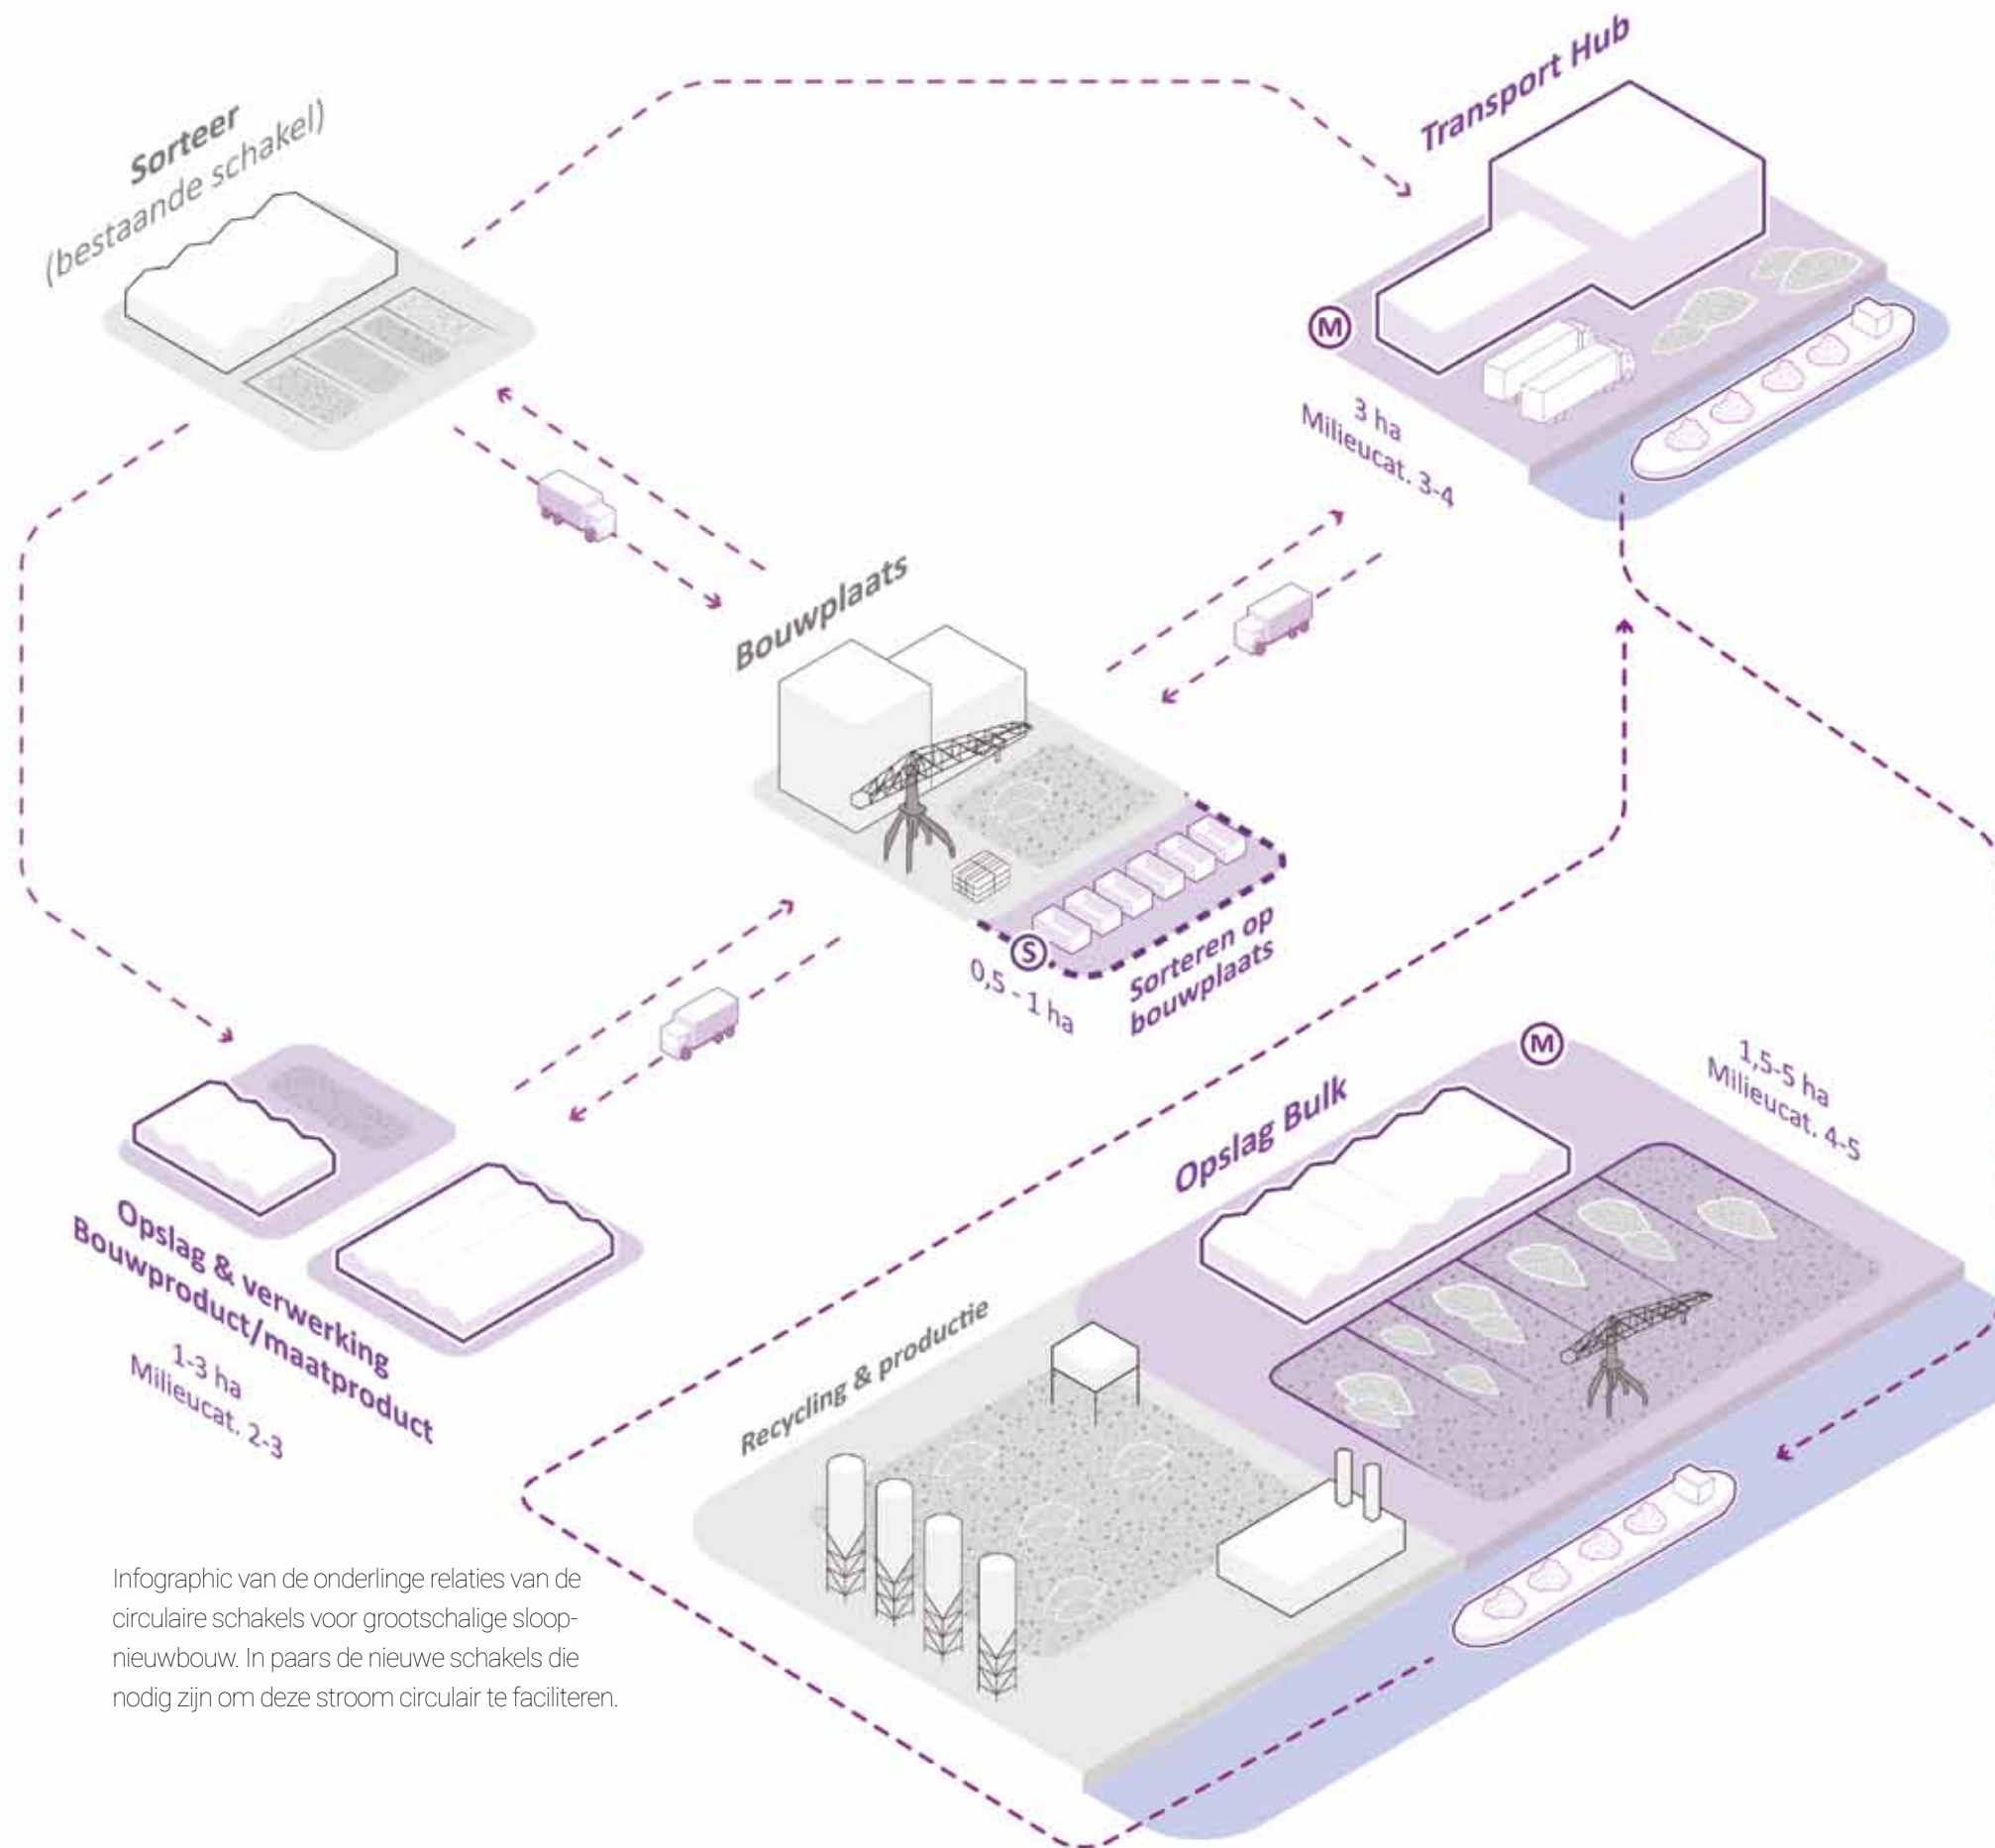 Sorteer
(bestaande schakel)
Transport Hub
M
3 ha
Milieucat. 3-4
Bouwplaats
S
0,5 - 1 ha
Sorteren op
bouwplaats
Opslag & verwerking
Bouwproduct/maatproduct
1-3 ha
Milieucat. 2-3
M
Opslag Bulk
1,5-5 ha
Milieucat. 4-5
Recycling & productie
Infographic van de onderlinge relaties van de
circulaire schakels voor grootschalige sloop-
nieuwbouw. In paars de nieuwe schakels die
nodig zijn om deze stroom circulair te faciliteren.